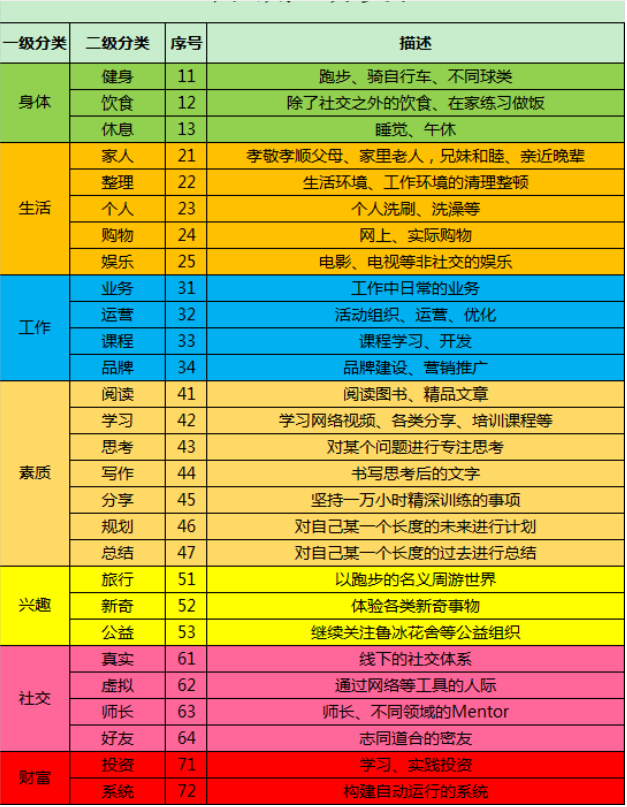 一级分类 二级分类 序号 描述
身体 健身 11 跑步、骑自行车、不同球类
饮食 12 除了社交之外的饮食、在家练习做饭
休息 13 睡觉、午休
生活 家人 21 孝敬孝顺父母、家里老人，兄妹和睦、亲近晚辈
整理 22 生活环境、工作环境的清理整顿
个人 23 个人洗刷、洗澡等
购物 24 网上、实际购物
娱乐 25 电影、电视等非社交的娱乐
工作 业务 31 工作中日常的业务
运营 32 活动组织、运营、优化
课程 33 课程学习、开发
品牌 34 品牌建设、营销推广
素质 阅读 41 阅读图书、精品文章
学习 42 学习网络视频、各类分享、培训课程等
思考 43 对某个问题进行专注思考
写作 44 书写思考后的文字
分享 45 坚持一万小时精深训练的事项
规划 46 对自己某一个长度的未来进行计划
总结 47 对自己某一个长度的过去进行总结
兴趣 旅行 51 以跑步的名义周游世界
新奇 52 体验各类新奇事物
公益 53 继续关注鲁冰花舍等公益组织
社交 真实 61 线下的社交体系
虚拟 62 通过网络等工具的人际
师长 63 师长、不同领域的Mentor
好友 64 志同道合的密友
财富 投资 71 学习、实践投资
系统 72 构建自动运行的系统